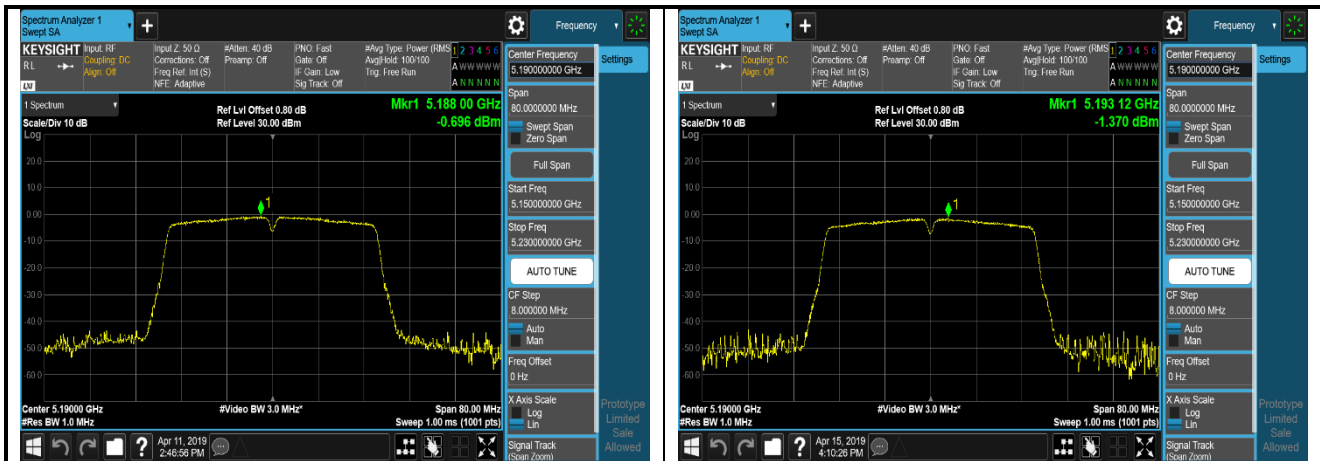 Spectrum Analyzer 1
Swept SA
Frequency
KEYSIGHT
RL
LXI
Input: RF
Coupling: DC
Align: Off
Input Z: 50 Ω
Corrections: Off
Freq Ref: Int (S)
NFE: Adaptive
#Atten: 40 dB
Preamp: Off
PNO: Fast
Gate: Off
IF Gain: Low
Sig Track: Off
#Avg Type: Power (RMS
Avg|Hold: 100/100
Trig: Free Run
1 2 3 4 5 6
A W W W W W
A N N N N N
1 Spectrum
Scale/Div 10 dB
Log
Ref Lvl Offset 0.80 dB
Ref Level 30.00 dBm
Mkr1 5.188 00 GHz
-0.696 dBm
20.0
10.0
0.00
-10.0
-20.0
-30.0
-40.0
-50.0
-60.0
1
Center 5.19000 GHz
#Res BW 1.0 MHz
#Video BW 3.0 MHz*
Span 80.00 MHz
Sweep 1.00 ms (1001 pts)
Apr 11, 2019
2:46:56 PM
Center Frequency
5.190000000 GHz
Settings
Span
80.0000000 MHz
Swept Span
Zero Span
Full Span
Start Freq
5.150000000 GHz
Stop Freq
5.230000000 GHz
AUTO TUNE
CF Step
8.000000 MHz
Auto
Man
Freq Offset
0 Hz
X Axis Scale
Log
Lin
Signal Track
(Span Zoom)
Prototype
Limited
Sale
Allowed
Spectrum Analyzer 1
Swept SA
Frequency
KEYSIGHT
RL
LXI
Input: RF
Coupling: DC
Align: Off
Input Z: 50 Ω
Corrections: Off
Freq Ref: Int (S)
NFE: Adaptive
#Atten: 40 dB
Preamp: Off
PNO: Fast
Gate: Off
IF Gain: Low
Sig Track: Off
#Avg Type: Power (RMS
Avg|Hold: 100/100
Trig: Free Run
1 2 3 4 5 6
A W W W W W
A N N N N N
1 Spectrum
Scale/Div 10 dB
Log
Ref Lvl Offset 0.80 dB
Ref Level 30.00 dBm
Mkr1 5.193 12 GHz
-1.370 dBm
20.0
10.0
0.00
-10.0
-20.0
-30.0
-40.0
-50.0
-60.0
1
Center 5.19000 GHz
#Res BW 1.0 MHz
#Video BW 3.0 MHz*
Span 80.00 MHz
Sweep 1.00 ms (1001 pts)
Apr 15, 2019
4:10:26 PM
Center Frequency
5.190000000 GHz
Settings
Span
80.0000000 MHz
Swept Span
Zero Span
Full Span
Start Freq
5.150000000 GHz
Stop Freq
5.230000000 GHz
AUTO TUNE
CF Step
8.000000 MHz
Auto
Man
Freq Offset
0 Hz
X Axis Scale
Log
Lin
Signal Track
(Span Zoom)
Prototype
Limited
Sale
Allowed